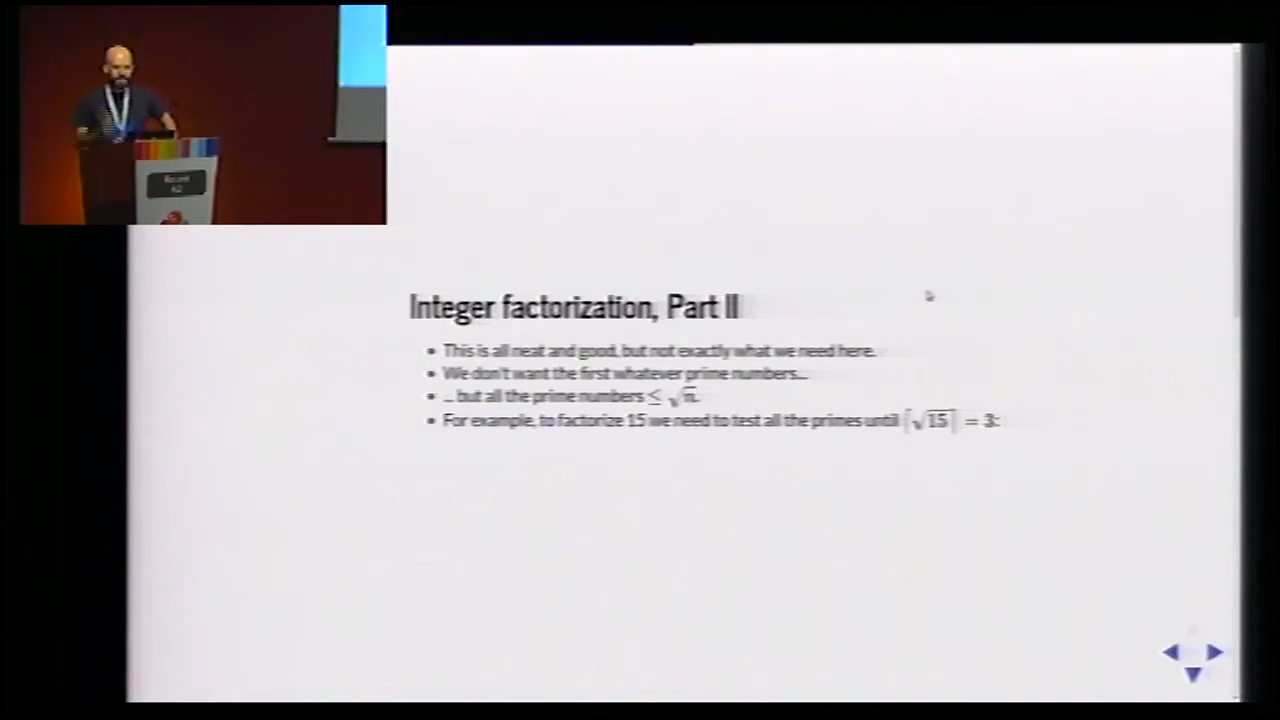 Integer factorization, Part II
• This is all neat and good, but not exactly what we need here.
• We don't want the first whatever prime numbers...
• ... but all the prime numbers ≤ √n.
• For example, to factorize 15 we need to test all the primes until ⌈√15⌉ = 3: